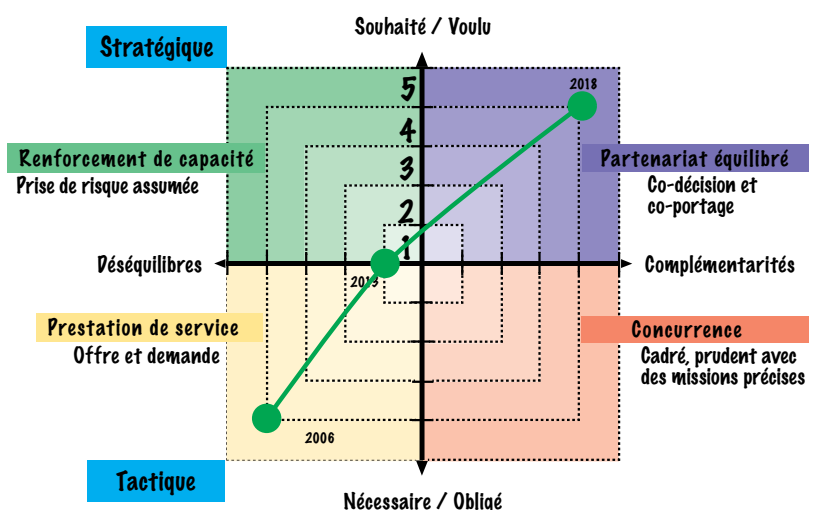 Souhaité / Voulu
Stratégique
5
2018
4
Renforcement de capacité
Partenariat équilibré
Prise de risque assumée
3
Co-décision et
co-portage
2
1
Déséquilibres
Complémentarités
Prestation de service
Concurrence
Offre et demande
Cadré, prudent avec
des missions précises
2006
Tactique
Nécessaire / Obligé